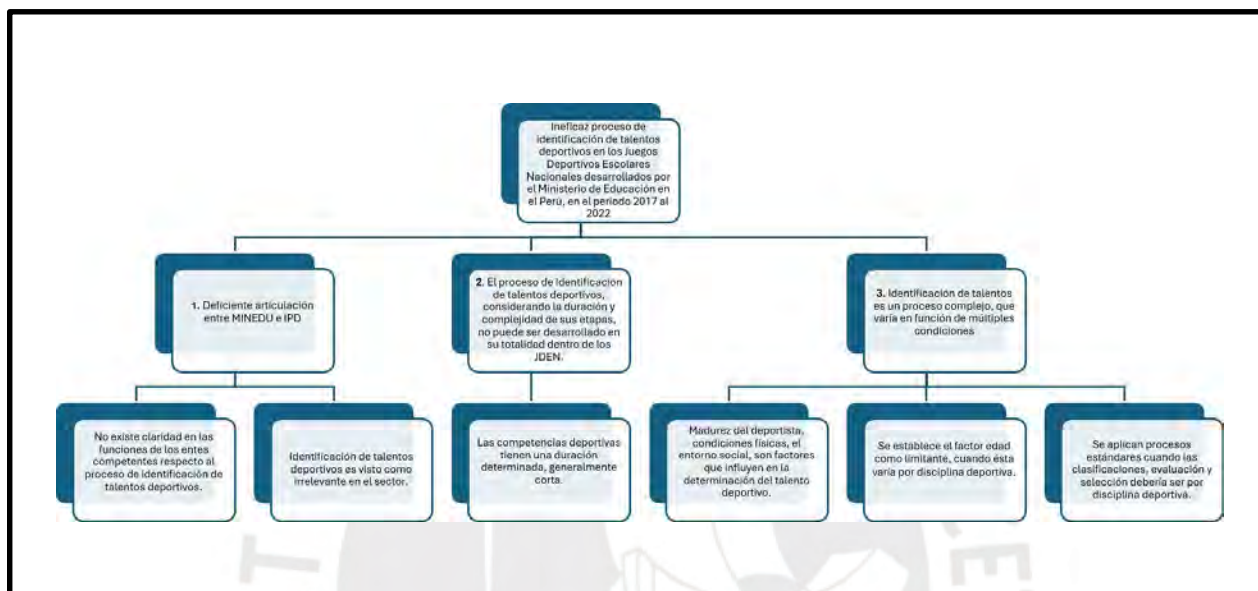 Ineficaz proceso de
identificación de talentos
deportivos en los Juegos
Deportivos Escolares
Nacionales desarrollados por
el Ministerio de Educación en
el Perú, en el periodo 2017 al
2022
1. Deficiente articulación
entre MINEDU e IPD
2. El proceso de identificación
de talentos deportivos,
considerando la duración y
complejidad de sus etapas,
no puede ser desarrollado en
su totalidad dentro de los
JDEN.
3. Identificación de talentos
es un proceso complejo, que
varía en función de múltiples
condiciones
No existe claridad en las
funciones de los entes
competentes respecto al
proceso de identificación de
talentos deportivos.
Identificación de talentos
deportivos es visto como
irrelevante en el sector.
Las competencias deportivas
tienen una duración
determinada, generalmente
corta.
Madurez del deportista,
condiciones físicas, el
entorno social, son factores
que influyen en la
determinación del talento
deportivo.
Se establece el factor edad
como limitante, cuando ésta
varía por disciplina deportiva.
Se aplican procesos
estándares cuando las
clasificaciones, evaluación y
selección debería ser por
disciplina deportiva.